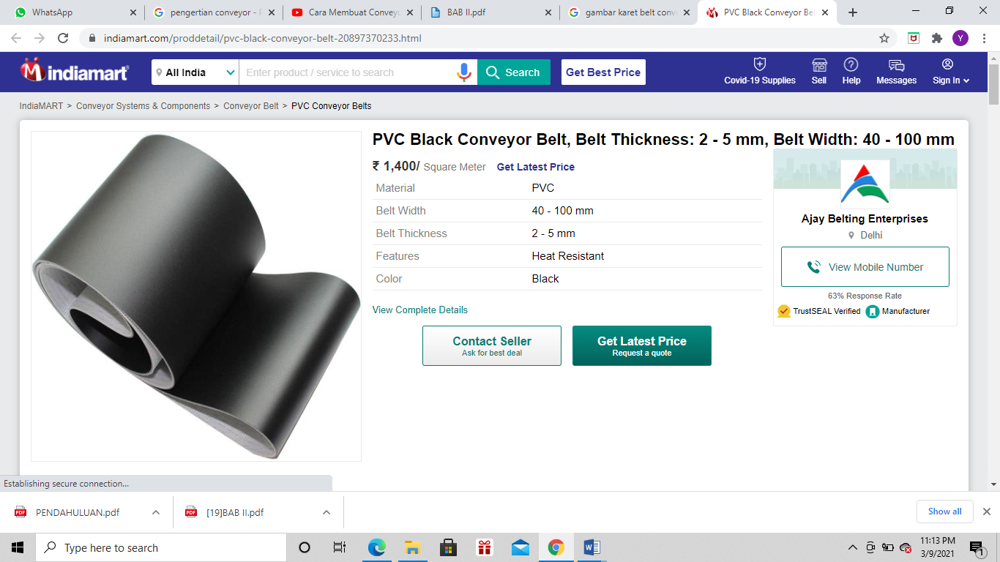 WhatsApp
pengertian conveyor - P
Cara Membuat Conveyo
BAB II.pdf
gambar karet belt conv
PVC Black Conveyor Bel
indiamart.com/proddetail/pvc-black-conveyor-belt-20897370233.html
Y
indiamart
All India
Enter product / service to search
Search
Get Best Price
Covid-19 Supplies
Sell
Help
Messages
Sign In
IndiaMART > Conveyor Systems & Components > Conveyor Belt > PVC Conveyor Belts
PVC Black Conveyor Belt, Belt Thickness: 2 - 5 mm, Belt Width: 40 - 100 mm
₹ 1,400/ Square Meter Get Latest Price
Material PVC
Belt Width 40 - 100 mm
Belt Thickness 2 - 5 mm
Features Heat Resistant
Color Black
View Complete Details
Contact Seller
Ask for best deal
Get Latest Price
Request a quote
Ajay Belting Enterprises
Delhi
View Mobile Number
63% Response Rate
TrustSEAL Verified Manufacturer
Establishing secure connection...
PENDAHULUAN.pdf
[19]BAB II.pdf
Show all
Type here to search
11:13 PM
3/9/2021
1